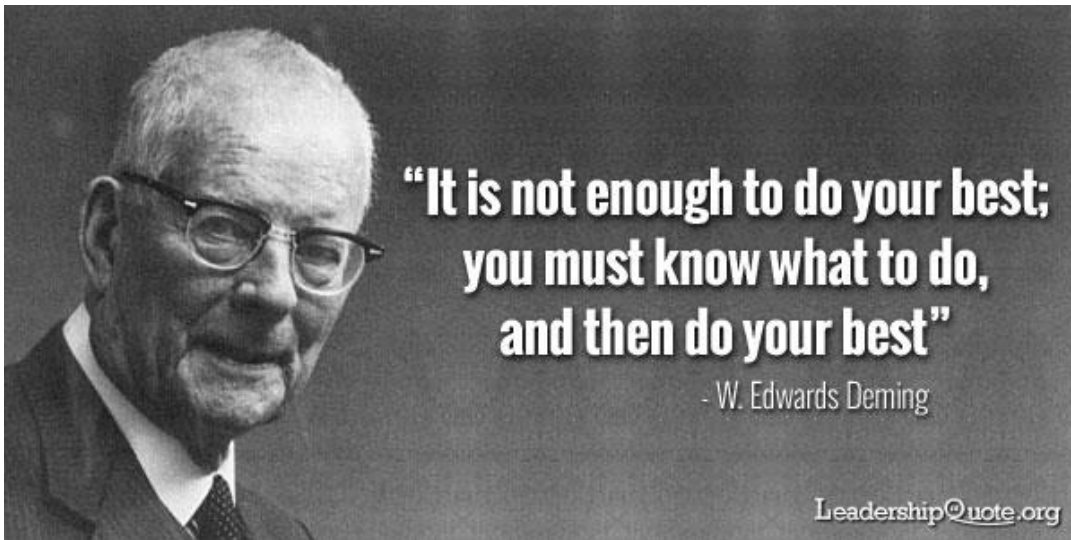 “It is not enough to do your best;
you must know what to do,
and then do your best”
- W. Edwards Deming
LeadershipQuote.org